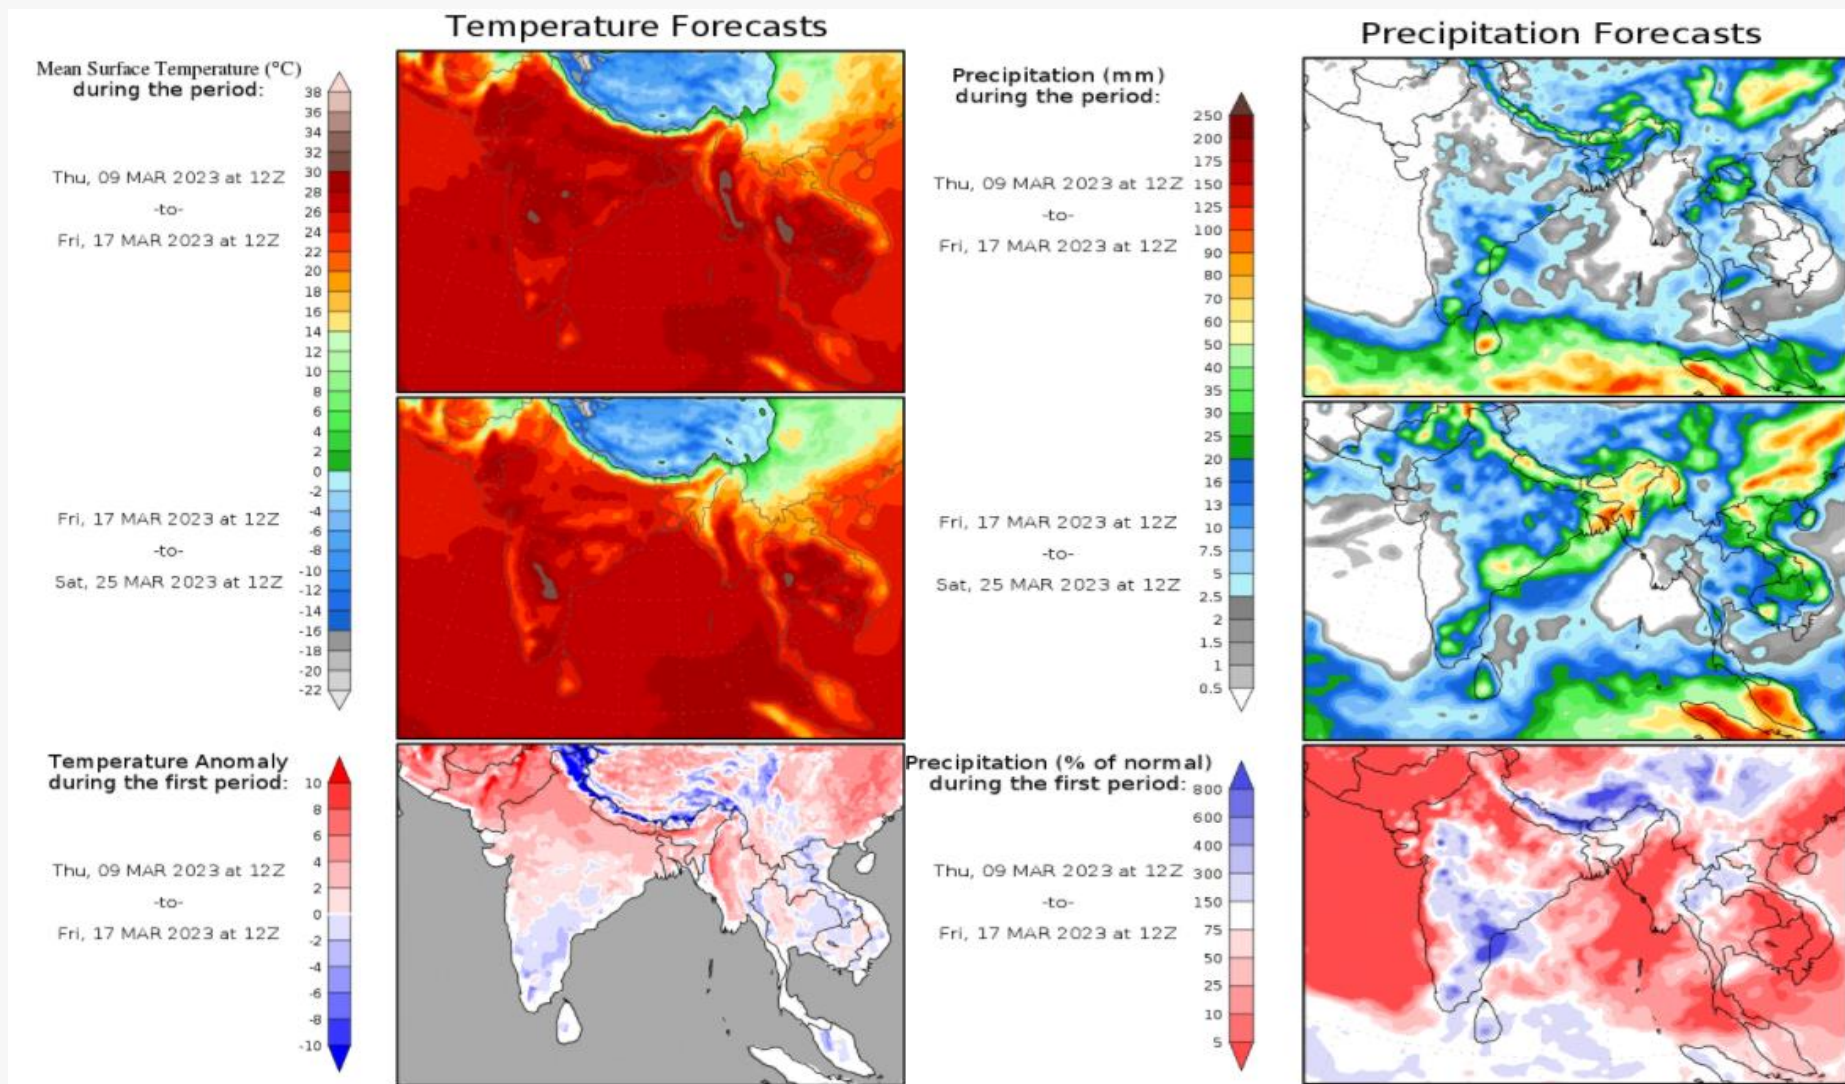 Temperature Forecasts
Mean Surface Temperature (°C)
during the period:
38
36
34
32
30
28
26
24
22
20
18
16
14
12
10
8
6
4
2
0
-2
-4
-6
-8
-10
-12
-14
-16
-18
-20
-22
Thu, 09 MAR 2023 at 12Z
-to-
Fri, 17 MAR 2023 at 12Z
Fri, 17 MAR 2023 at 12Z
-to-
Sat, 25 MAR 2023 at 12Z
Temperature Anomaly
during the first period:
10
8
6
4
2
0
-2
-4
-6
-8
-10
Thu, 09 MAR 2023 at 12Z
-to-
Fri, 17 MAR 2023 at 12Z
Precipitation Forecasts
Precipitation (mm)
during the period:
250
200
175
150
125
100
90
80
70
60
50
40
35
30
25
20
16
13
10
7.5
5
2.5
2
1.5
1
0.5
Thu, 09 MAR 2023 at 12Z
-to-
Fri, 17 MAR 2023 at 12Z
Fri, 17 MAR 2023 at 12Z
-to-
Sat, 25 MAR 2023 at 12Z
Precipitation (% of normal)
during the first period:
800
600
400
300
150
75
50
25
10
5
Thu, 09 MAR 2023 at 12Z
-to-
Fri, 17 MAR 2023 at 12Z